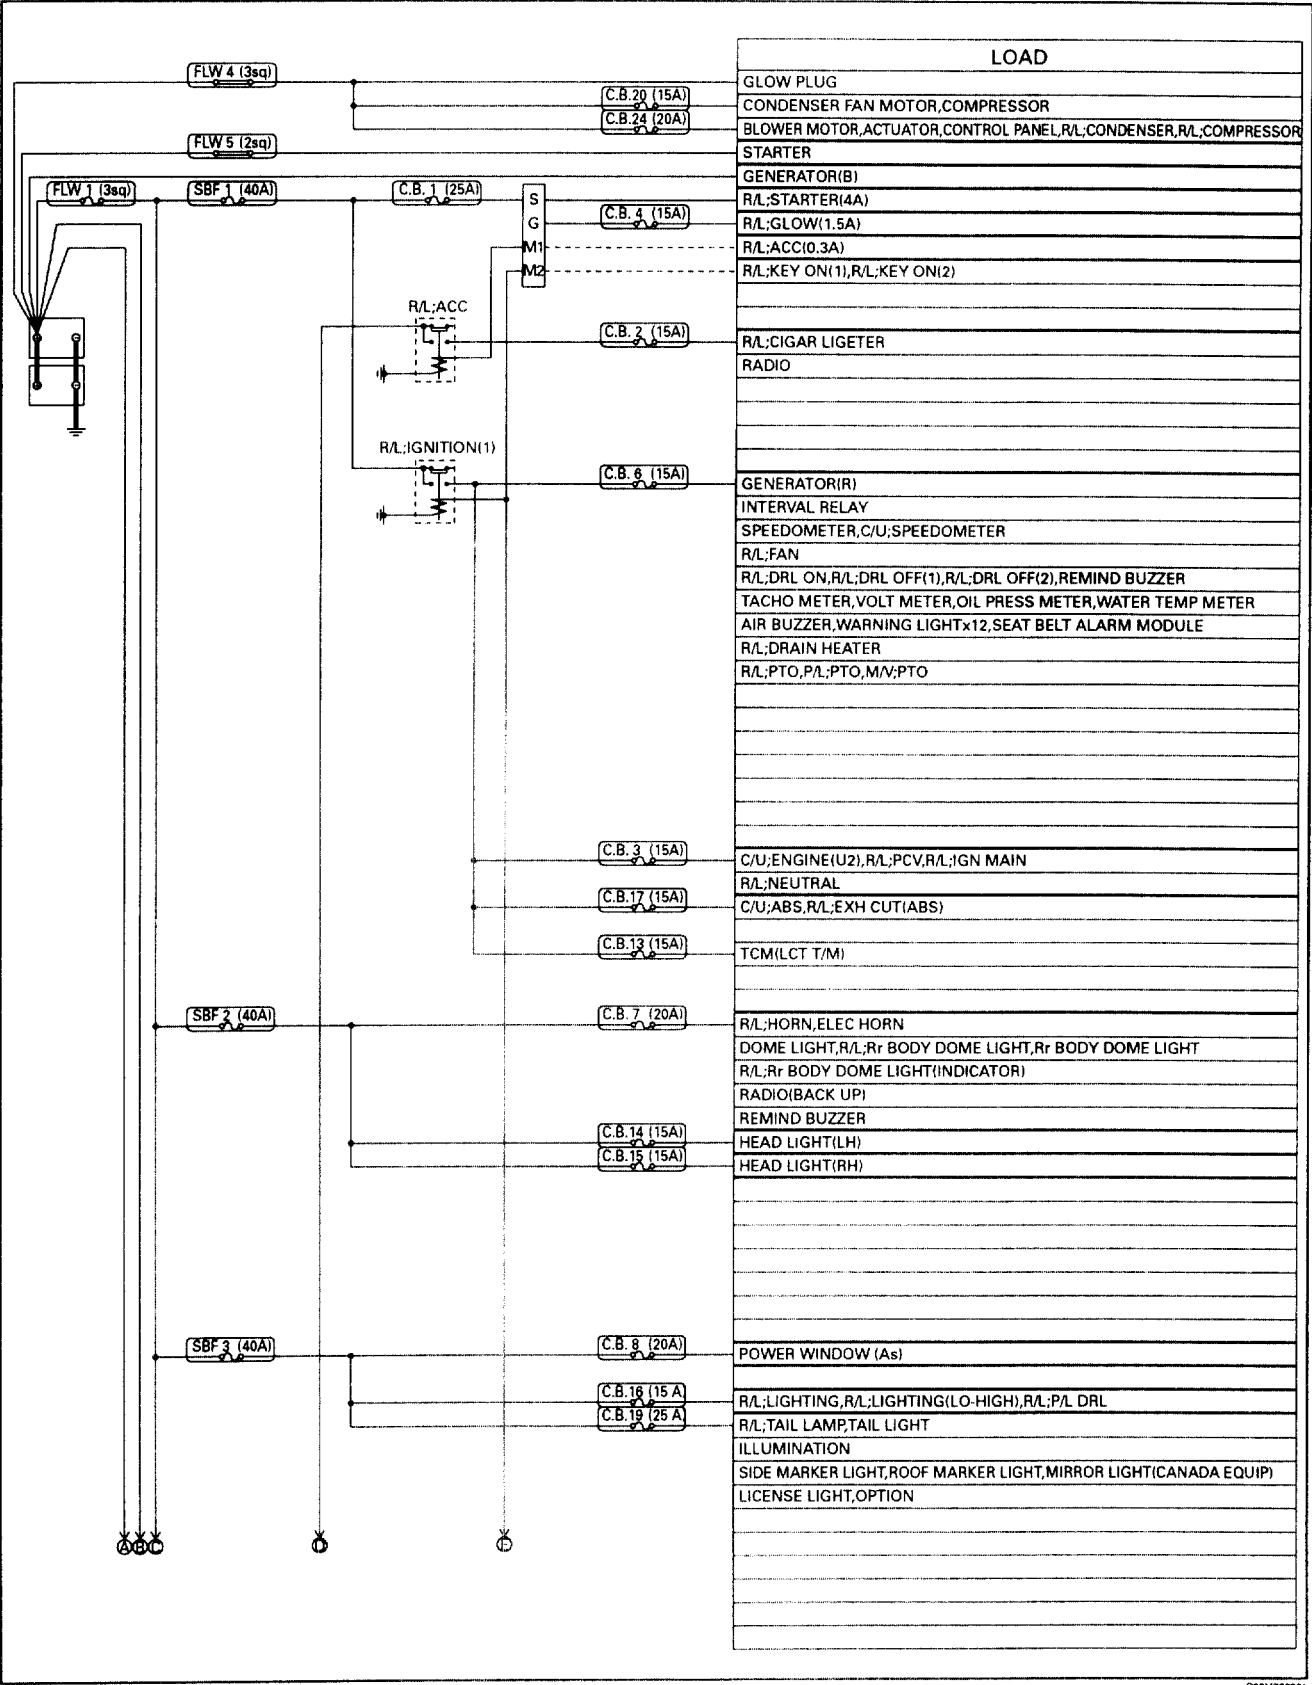 LOAD
FLW 4 (3sq)
GLOW PLUG
C.B.20 (15A)
CONDENSER FAN MOTOR,COMPRESSOR
C.B.24 (20A)
BLOWER MOTOR,ACTUATOR,CONTROL PANEL,R/L;CONDENSER,R/L;COMPRESSOR
FLW 5 (2sq)
STARTER
GENERATOR(B)
FLW 1 (3sq) SBF 1 (40A) C.B. 1 (25A) S
R/L;STARTER(4A)
G C.B. 4 (15A)
R/L;GLOW(1.5A)
M1 R/L;ACC(0.3A)
M2 R/L;KEY ON(1),R/L;KEY ON(2)
R/L;ACC
C.B. 2 (15A)
R/L;CIGAR LIGETER
RADIO
R/L;IGNITION(1)
C.B. 6 (15A)
GENERATOR(R)
INTERVAL RELAY
SPEEDOMETER,C/U;SPEEDOMETER
R/L;FAN
R/L;DRL ON,R/L;DRL OFF(1),R/L;DRL OFF(2),REMIND BUZZER
TACHO METER,VOLT METER,OIL PRESS METER,WATER TEMP METER
AIR BUZZER,WARNING LIGHTx12,SEAT BELT ALARM MODULE
R/L;DRAIN HEATER
R/L;PTO,P/L;PTO,M/V;PTO
C.B. 3 (15A)
C/U;ENGINE(U2),R/L;PCV,R/L;IGN MAIN
R/L;NEUTRAL
C.B.17 (15A)
C/U;ABS,R/L;EXH CUT(ABS)
C.B.13 (15A)
TCM(LCT T/M)
SBF 2 (40A) C.B. 7 (20A)
R/L;HORN,ELEC HORN
DOME LIGHT,R/L;Rr BODY DOME LIGHT,Rr BODY DOME LIGHT
R/L;Rr BODY DOME LIGHT(INDICATOR)
RADIO(BACK UP)
REMIND BUZZER
C.B.14 (15A)
HEAD LIGHT(LH)
C.B.15 (15A)
HEAD LIGHT(RH)
SBF 3 (40A) C.B. 8 (20A)
POWER WINDOW (As)
C.B.16 (15 A)
R/L;LIGHTING,R/L;LIGHTING(LO-HIGH),R/L;P/L DRL
C.B.19 (25 A)
R/L;TAIL LAMP,TAIL LIGHT
ILLUMINATION
SIDE MARKER LIGHT,ROOF MARKER LIGHT,MIRROR LIGHT(CANADA EQUIP)
LICENSE LIGHT,OPTION
A B C D E